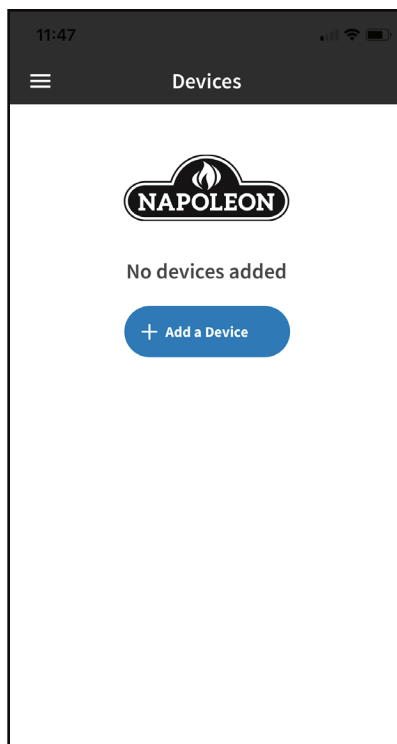 11:47
Devices
NAPOLEON
No devices added
+ Add a Device